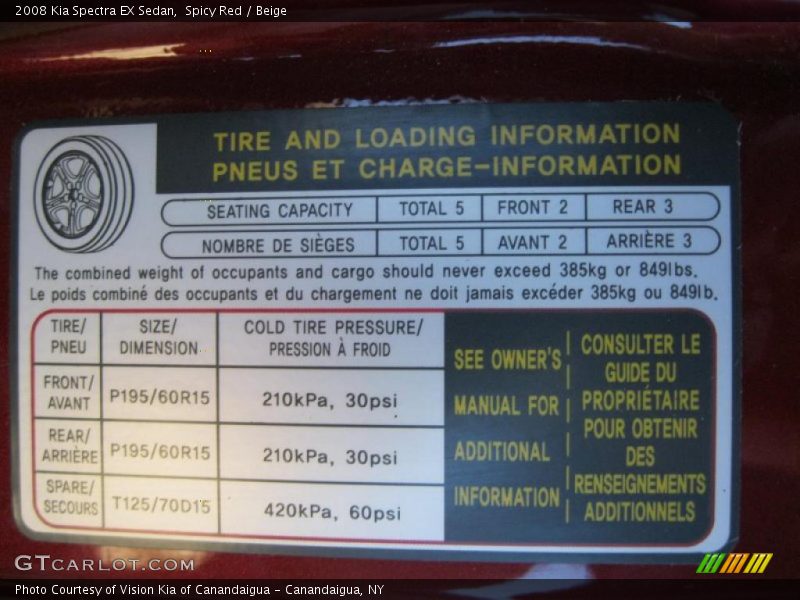 2008 Kia Spectra EX Sedan,  Spicy Red / Beige
TIRE AND LOADING INFORMATION
PNEUS ET CHARGE-INFORMATION
SEATING CAPACITY TOTAL 5 FRONT 2 REAR 3
NOMBRE DE SIÈGES TOTAL 5 AVANT 2 ARRIÈRE 3
The combined weight of occupants and cargo should never exceed 385kg or 849lbs.
Le poids combiné des occupants et du chargement ne doit jamais excéder 385kg ou 849lb.
TIRE/
PNEU
SIZE/
DIMENSION
COLD TIRE PRESSURE/
PRESSION À FROID
FRONT/
AVANT
P195/60R15
210kPa, 30psi
REAR/
ARRIÈRE
P195/60R15
210kPa, 30psi
SPARE/
SECOURS
T125/70D15
420kPa, 60psi
SEE OWNER'S
MANUAL FOR
ADDITIONAL
INFORMATION
CONSULTER LE
GUIDE DU
PROPRIÉTAIRE
POUR OBTENIR
DES
RENSEIGNEMENTS
ADDITIONNELS
GTCARLOT.COM
Photo Courtesy of Vision Kia of Canandaigua - Canandaigua, NY